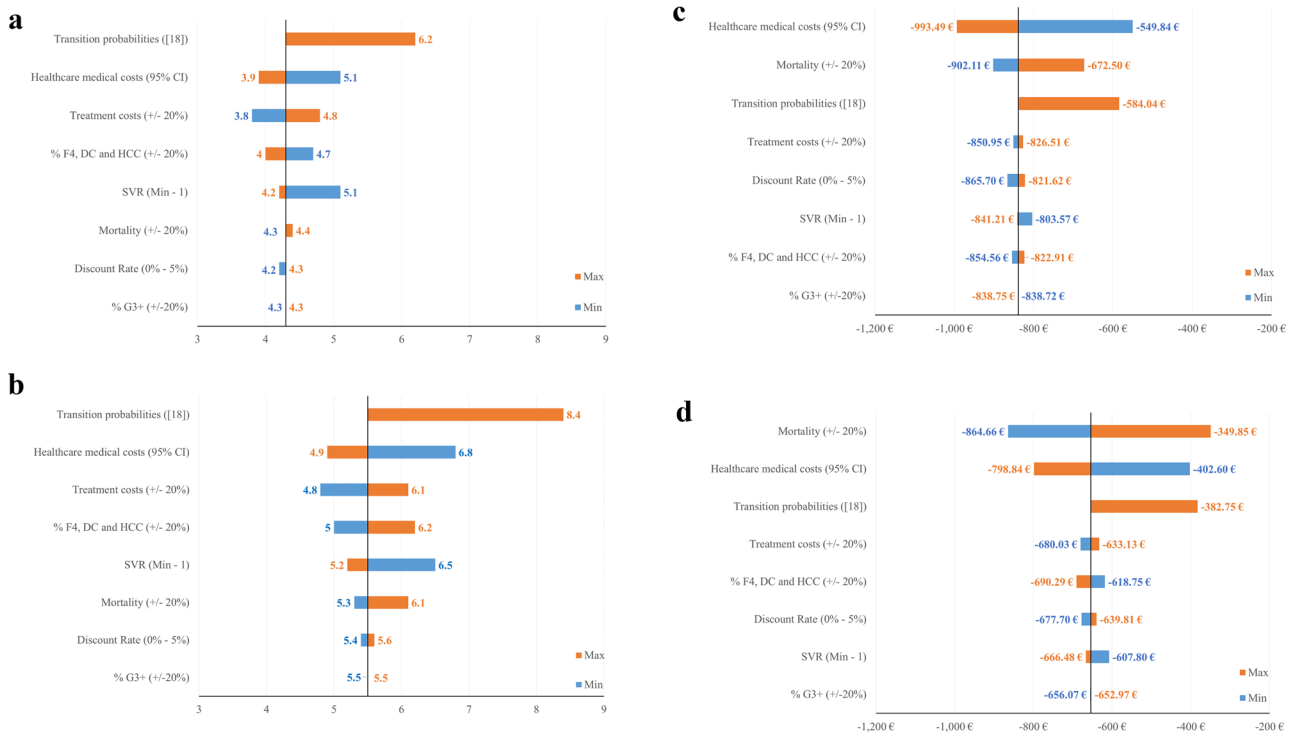 a
Transition probabilities ([18])
6.2
Healthcare medical costs (95% CI)
3.9
5.1
Treatment costs (+/- 20%)
3.8
4.8
% F4, DC and HCC (+/- 20%)
4
4.7
SVR (Min - 1)
4.2
5.1
Mortality (+/- 20%)
4.3
4.4
Discount Rate (0% - 5%)
4.2
4.3
% G3+ (+/-20%)
4.3
4.3
Max
Min
3 4 5 6 7 8 9
b
Transition probabilities ([18])
8.4
Healthcare medical costs (95% CI)
4.9
6.8
Treatment costs (+/- 20%)
4.8
6.1
% F4, DC and HCC (+/- 20%)
5
6.2
SVR (Min - 1)
5.2
6.5
Mortality (+/- 20%)
5.3
6.1
Discount Rate (0% - 5%)
5.4
5.6
% G3+ (+/-20%)
5.5
5.5
Max
Min
3 4 5 6 7 8 9
c
Healthcare medical costs (95% CI)
-993.49 €
-549.84 €
Mortality (+/- 20%)
-902.11 €
-672.50 €
Transition probabilities ([18])
-584.04 €
Treatment costs (+/- 20%)
-850.95 €
-826.51 €
Discount Rate (0% - 5%)
-865.70 €
-821.62 €
SVR (Min - 1)
-841.21 €
-803.57 €
% F4, DC and HCC (+/- 20%)
-854.56 €
-822.91 €
% G3+ (+/-20%)
-838.75 €
-838.72 €
Max
Min
-1,200 € -1,000 € -800 € -600 € -400 € -200 €
d
Mortality (+/- 20%)
-864.66 €
-349.85 €
Healthcare medical costs (95% CI)
-798.84 €
-402.60 €
Transition probabilities ([18])
-382.75 €
Treatment costs (+/- 20%)
-680.03 €
-633.13 €
% F4, DC and HCC (+/- 20%)
-690.29 €
-618.75 €
Discount Rate (0% - 5%)
-677.70 €
-639.81 €
SVR (Min - 1)
-666.48 €
-607.80 €
% G3+ (+/-20%)
-656.07 €
-652.97 €
Max
Min
-1,200 € -1,000 € -800 € -600 € -400 € -200 €